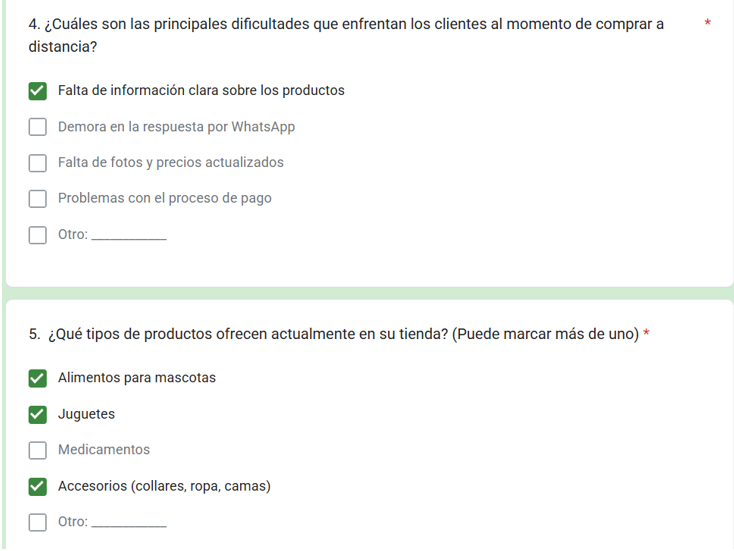 4. ¿Cuáles son las principales dificultades que enfrentan los clientes al momento de comprar a *
distancia?
Falta de información clara sobre los productos
Demora en la respuesta por WhatsApp
Falta de fotos y precios actualizados
Problemas con el proceso de pago
Otro: ____________
5. ¿Qué tipos de productos ofrecen actualmente en su tienda? (Puede marcar más de uno) *
Alimentos para mascotas
Juguetes
Medicamentos
Accesorios (collares, ropa, camas)
Otro: ____________